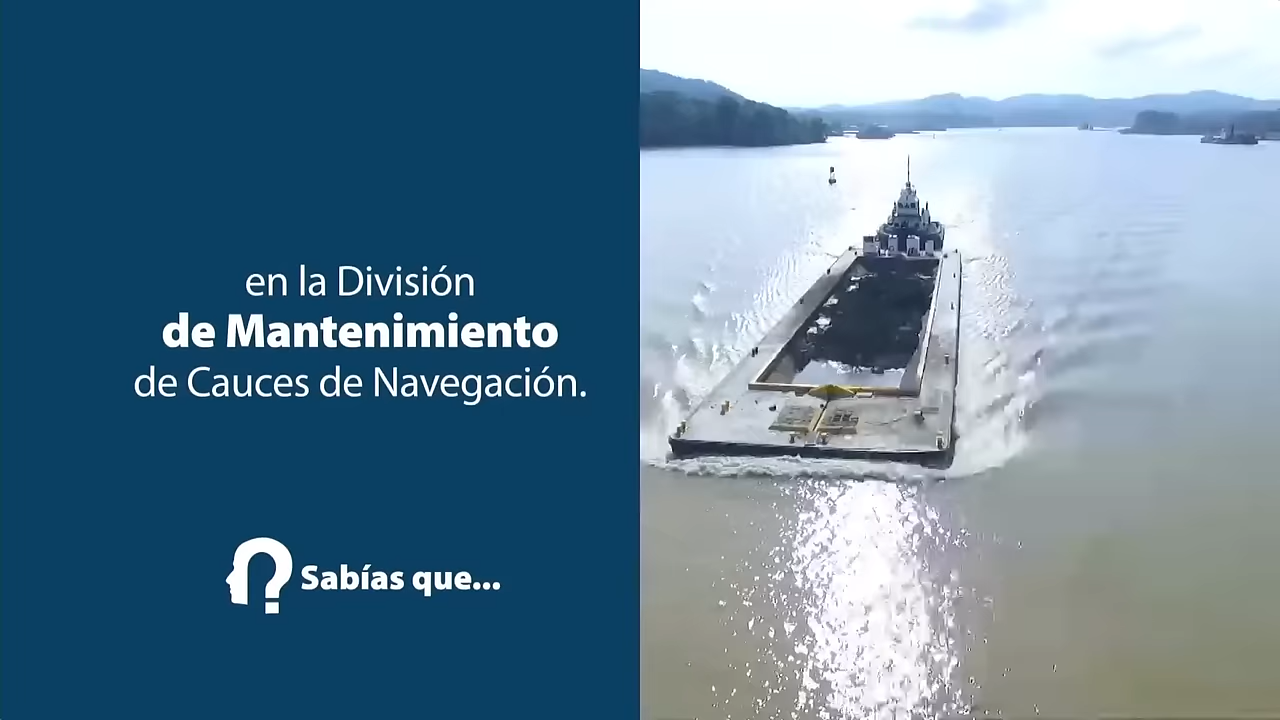 en la División
de Mantenimiento
de Cauces de Navegación.
Sabías que...